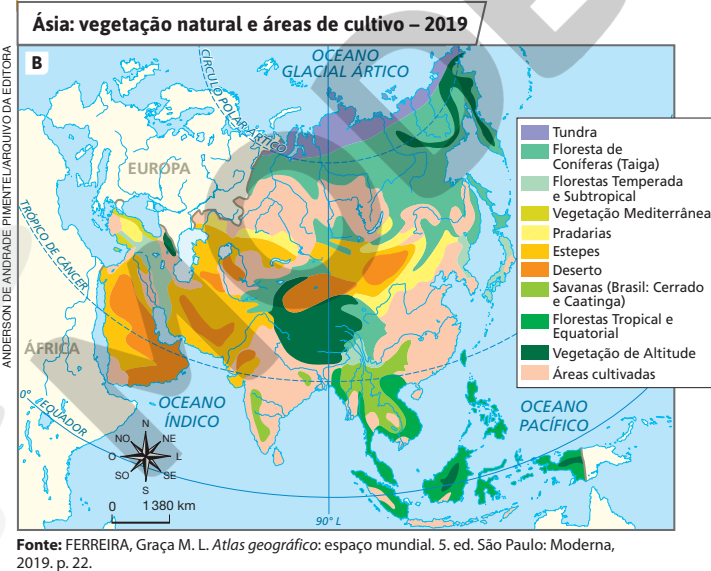 Ásia: vegetação natural e áreas de cultivo – 2019
ANDERSON DE ANDRADE PIMENTEL/ARQUIVO DA EDITORA
B
OCEANO
GLACIAL ÁRTICO
CÍRCULO POLAR ÁRTICO
EUROPA
TRÓPICO DE CÂNCER
ÁFRICA
0°
EQUADOR
OCEANO
ÍNDICO
OCEANO
PACÍFICO
N
NO
NE
O
L
SO
SE
S
0
1 380 km
90° L
Tundra
Floresta de
Coníferas (Taiga)
Florestas Temperada
e Subtropical
Vegetação Mediterrânea
Pradarias
Estepes
Deserto
Savanas (Brasil: Cerrado
e Caatinga)
Florestas Tropical e
Equatorial
Vegetação de Altitude
Áreas cultivadas
Fonte: FERREIRA, Graça M. L. Atlas geográfico: espaço mundial. 5. ed. São Paulo: Moderna,
2019. p. 22.